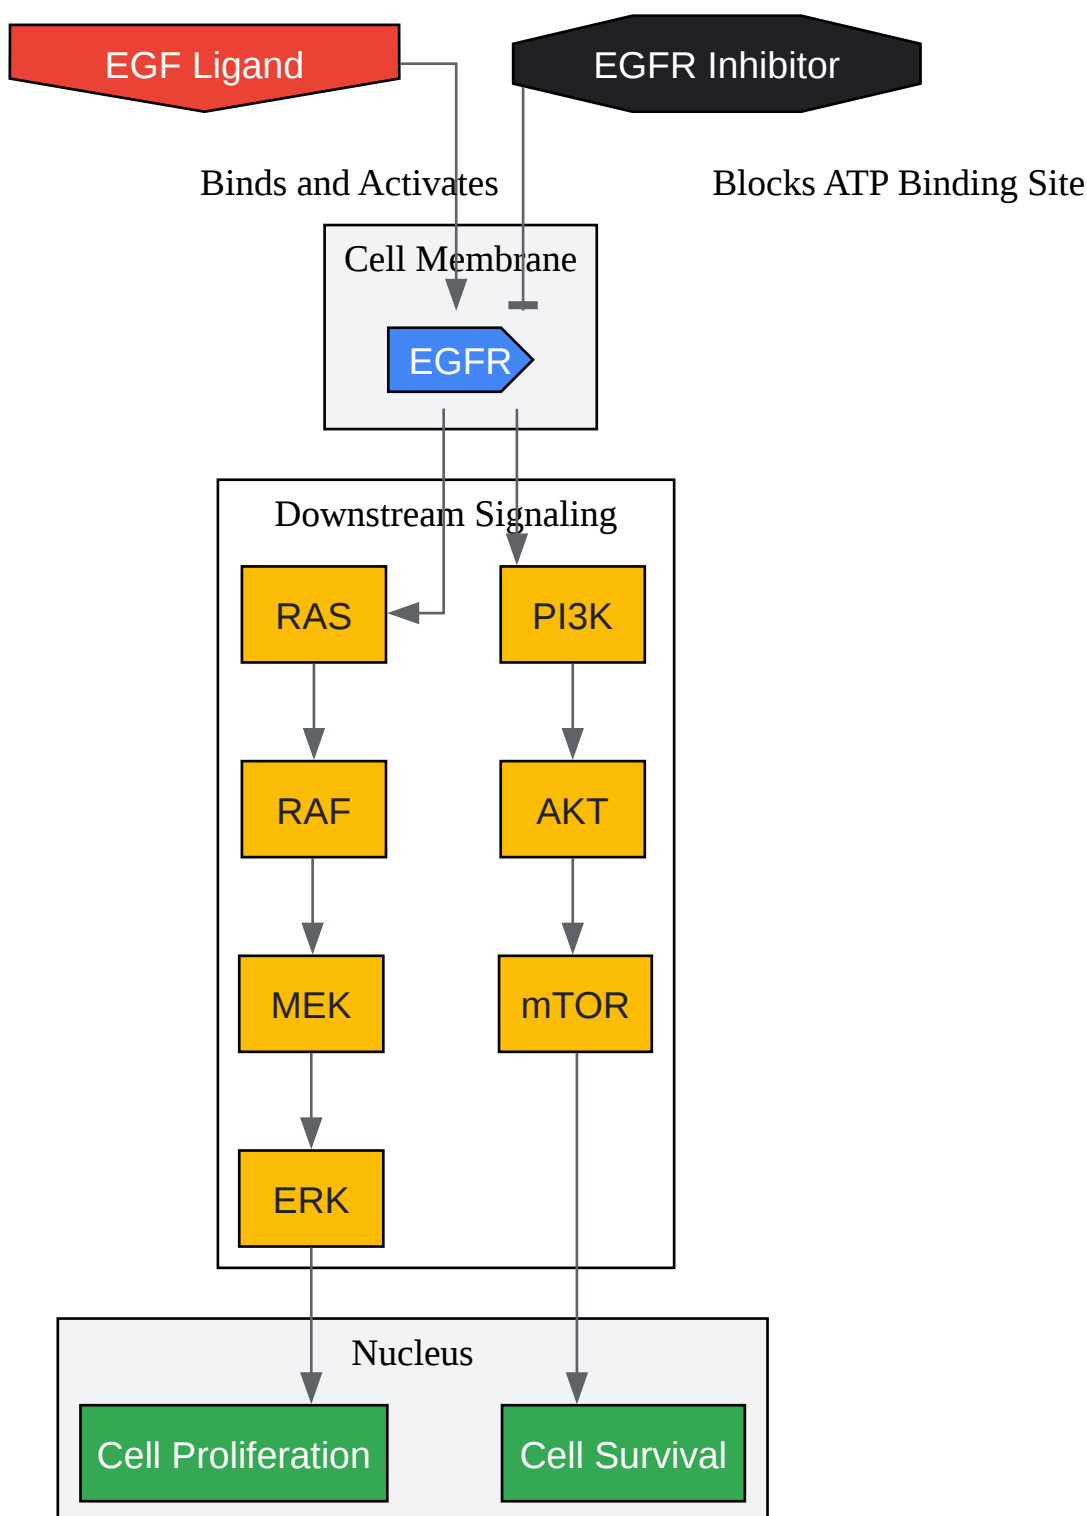 EGF Ligand
EGFR Inhibitor
Binds and Activates
Blocks ATP Binding Site
Cell Membrane
EGFR
Downstream Signaling
RAS
PI3K
RAF
AKT
MEK
mTOR
ERK
Nucleus
Cell Proliferation
Cell Survival